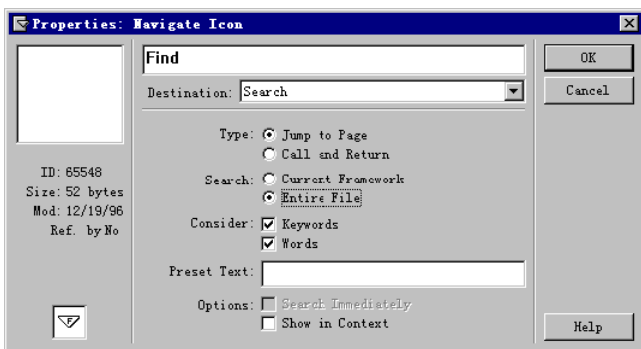 Properties: Navigate Icon
Find
OK
Destination: Search
Cancel
Type: Jump to Page
Call and Return
ID: 65548
Size: 52 bytes
Mod: 12/19/96
Ref. by No
Search: Current Framework
Entire File
Consider: Keywords
Words
Preset Text:
Options: Search Immediately
Show in Context
Help